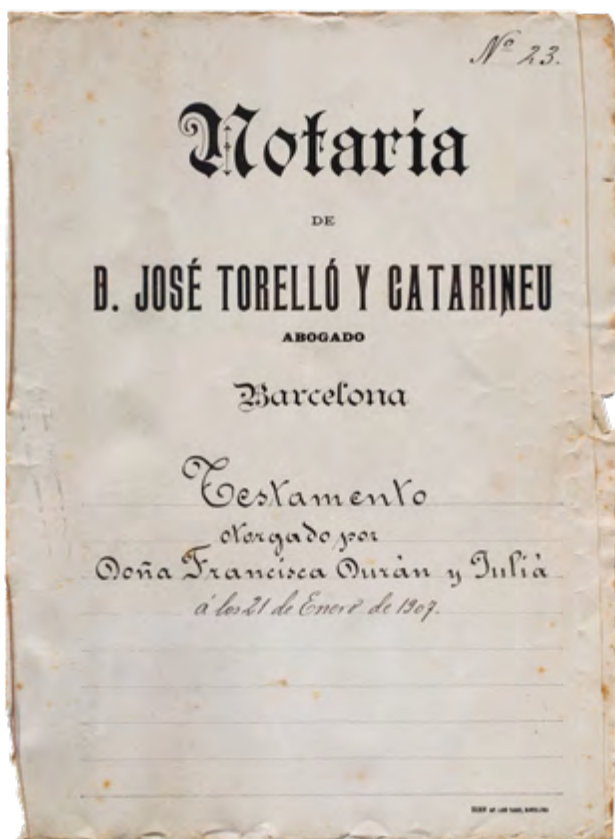 Nº 23.
Notaria
DE
D. JOSÉ TORELLÓ Y CATARINEU
ABOGADO
Barcelona
Testamento
otorgado por
Doña Francisca Durán y Juliá
á los 21 de Enero de 1907.